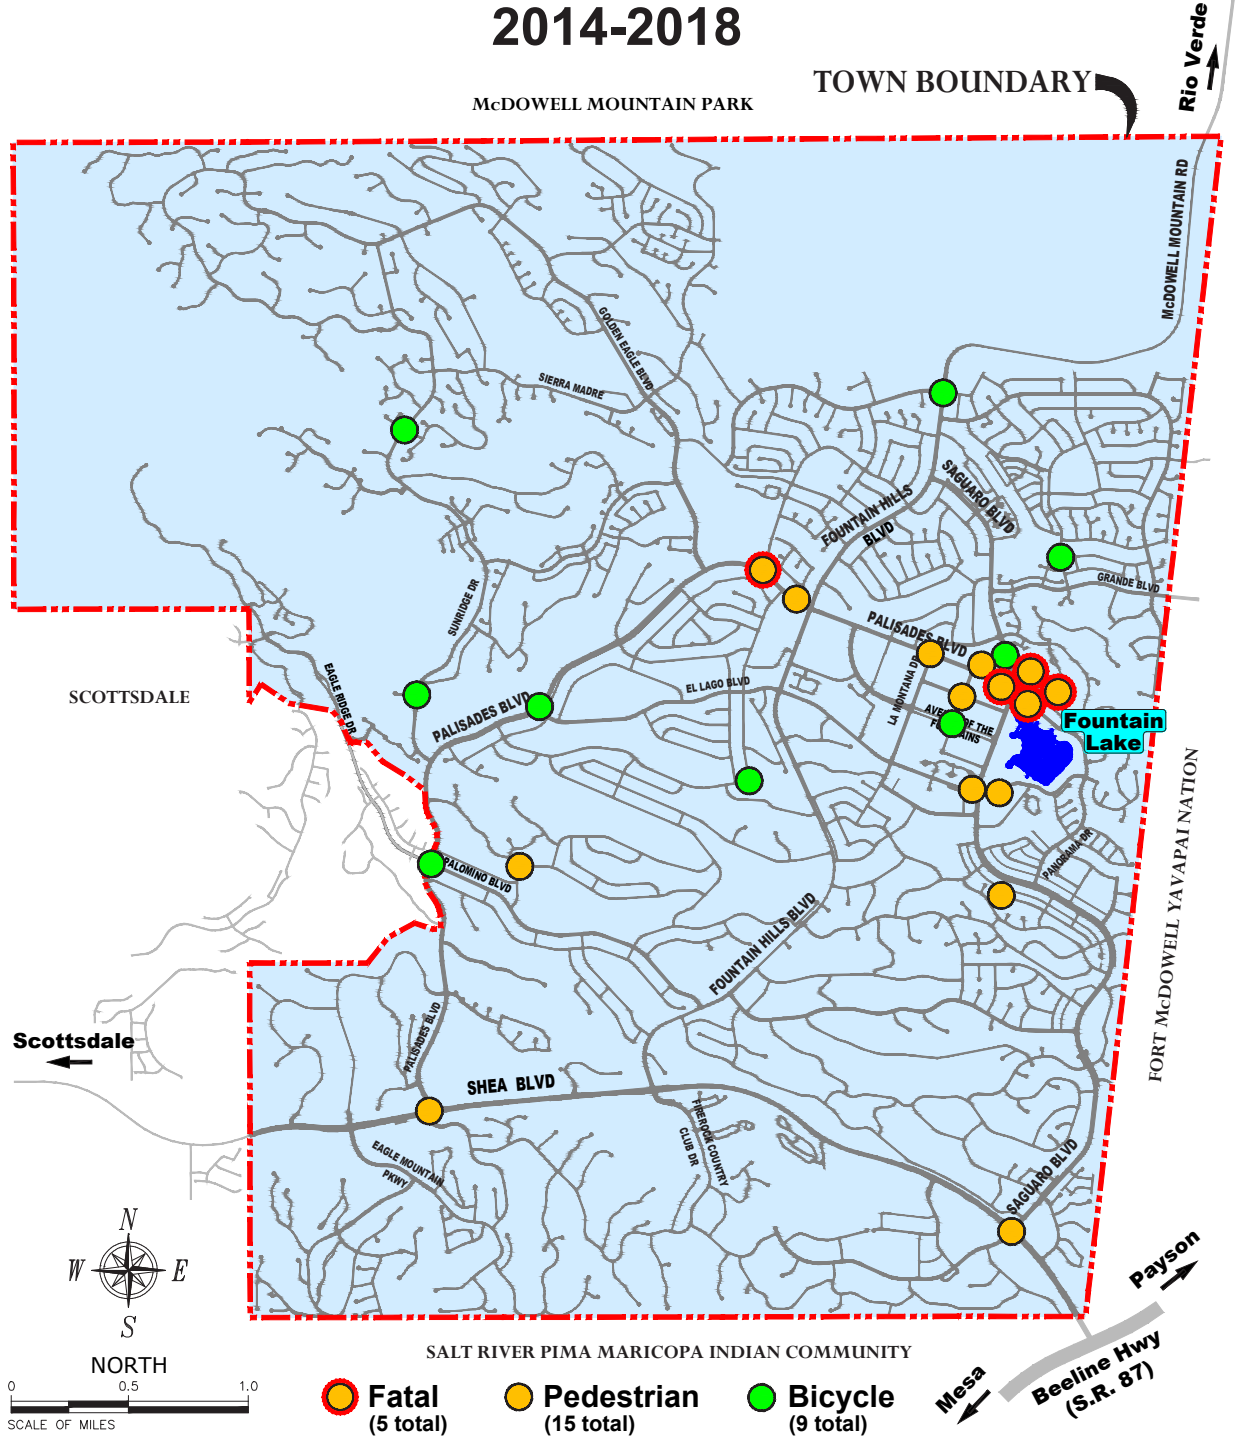 2014-2018
Rio Verde
TOWN BOUNDARY
McDOWELL MOUNTAIN PARK
McDOWELL MOUNTAIN RD
GOLDEN EAGLE BLVD
SIERRA MADRE
SAGUARO BLVD
FOUNTAIN HILLS
BLVD
GRANDE BLVD
SUNRIDGE DR
PALISADES BLVD
EAGLE RIDGE DR
SCOTTSDALE
EL LAGO BLVD
LA MONTANA DR
PALISADES BLVD
AVENUE OF THE
FOUNTAINS
Fountain
Lake
FORT McDOWELL YAVAPAI NATION
PANORAMA DR
PALOMINO BLVD
FOUNTAIN HILLS BLVD
PALISADES BLVD
Scottsdale
SHEA BLVD
FIREROCK COUNTRY
CLUB DR
EAGLE MOUNTAIN
PKWY
SAGUARO BLVD
N
W E
S
NORTH
0 0.5 1.0
SCALE OF MILES
Payson
SALT RIVER PIMA MARICOPA INDIAN COMMUNITY
Mesa
Beeline Hwy
(S.R. 87)
Fatal
(5 total)
Pedestrian
(15 total)
Bicycle
(9 total)